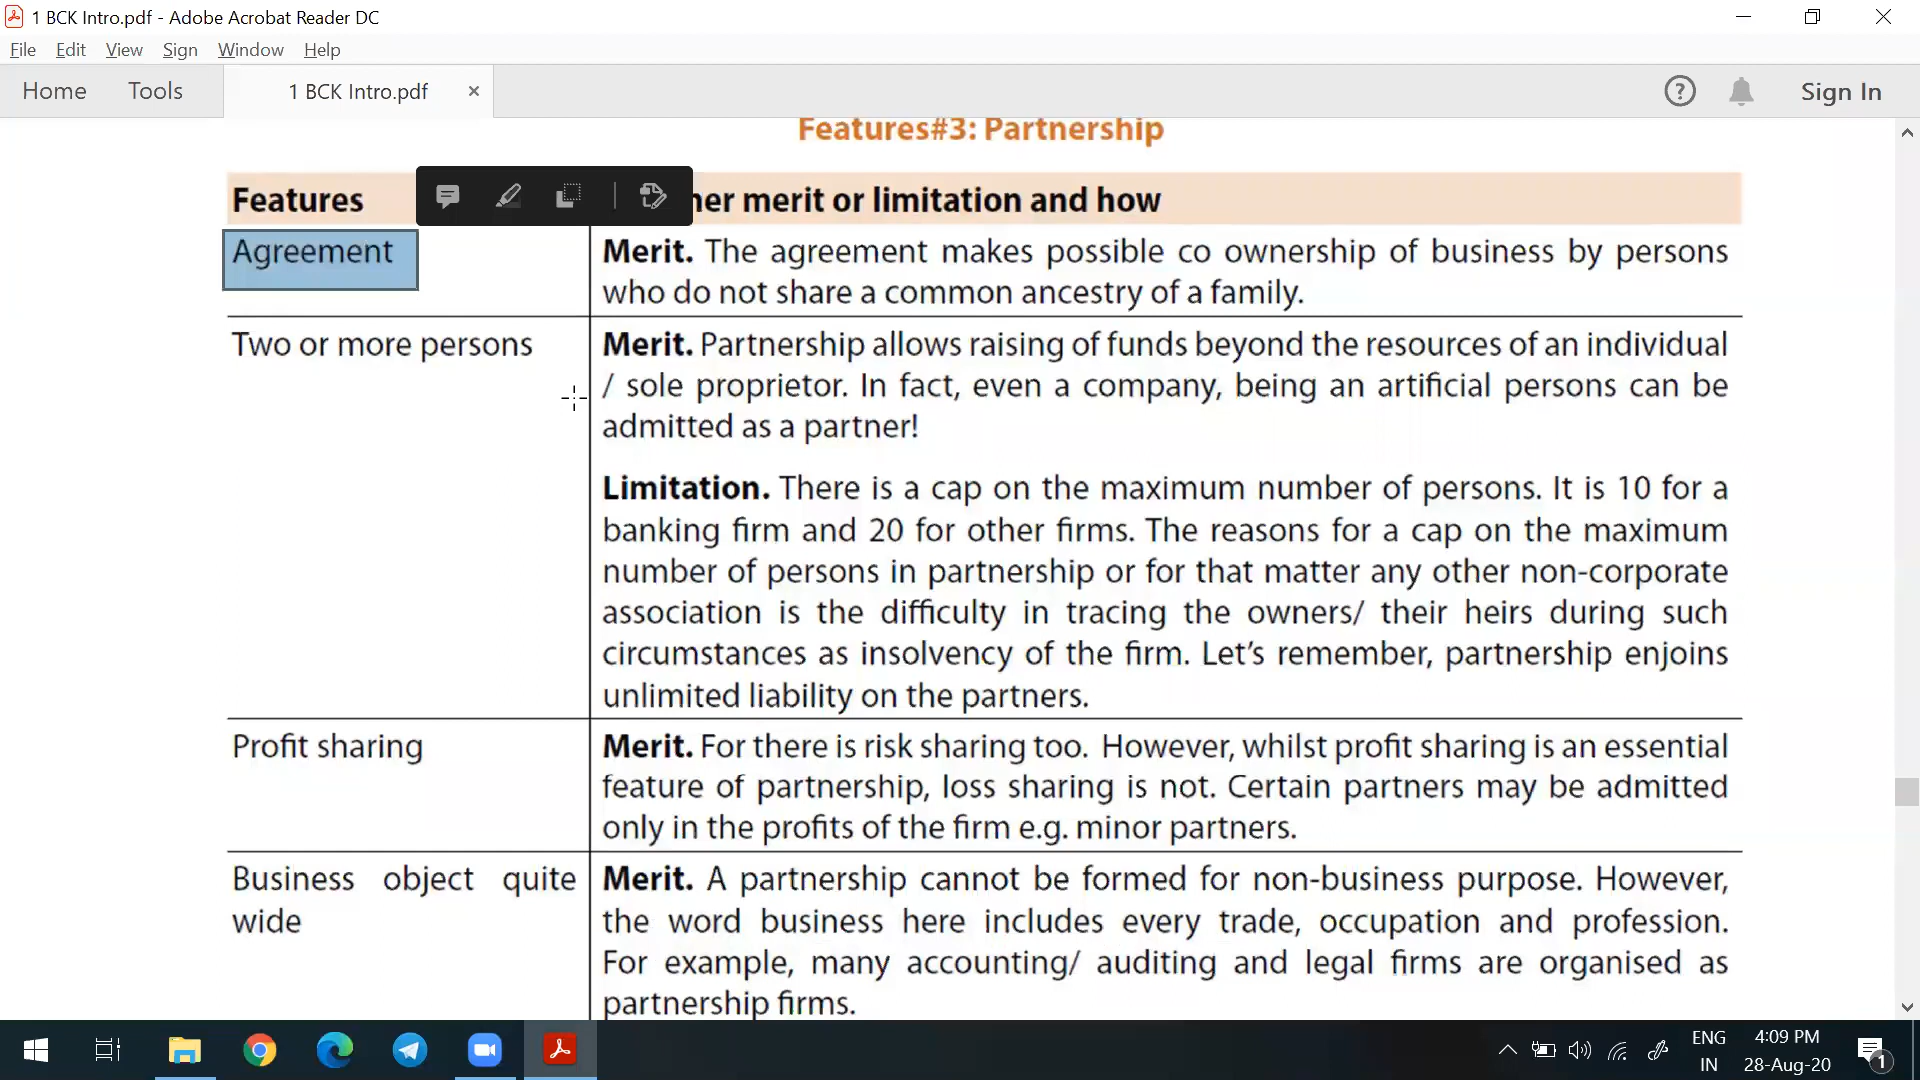 1 BCK Intro.pdf - Adobe Acrobat Reader DC
File Edit View Sign Window Help
Home Tools 1 BCK Intro.pdf × ? Sign In
Features#3: Partnership
Features her merit or limitation and how
Agreement
Merit. The agreement makes possible co ownership of business by persons
who do not share a common ancestry of a family.
Two or more persons
Merit. Partnership allows raising of funds beyond the resources of an individual
/ sole proprietor. In fact, even a company, being an artificial persons can be
admitted as a partner!
Limitation. There is a cap on the maximum number of persons. It is 10 for a
banking firm and 20 for other firms. The reasons for a cap on the maximum
number of persons in partnership or for that matter any other non-corporate
association is the difficulty in tracing the owners/ their heirs during such
circumstances as insolvency of the firm. Let's remember, partnership enjoins
unlimited liability on the partners.
Profit sharing
Merit. For there is risk sharing too. However, whilst profit sharing is an essential
feature of partnership, loss sharing is not. Certain partners may be admitted
only in the profits of the firm e.g. minor partners.
Business object quite
wide
Merit. A partnership cannot be formed for non-business purpose. However,
the word business here includes every trade, occupation and profession.
For example, many accounting/ auditing and legal firms are organised as
partnership firms.
ENG
IN
4:09 PM
28-Aug-20
1